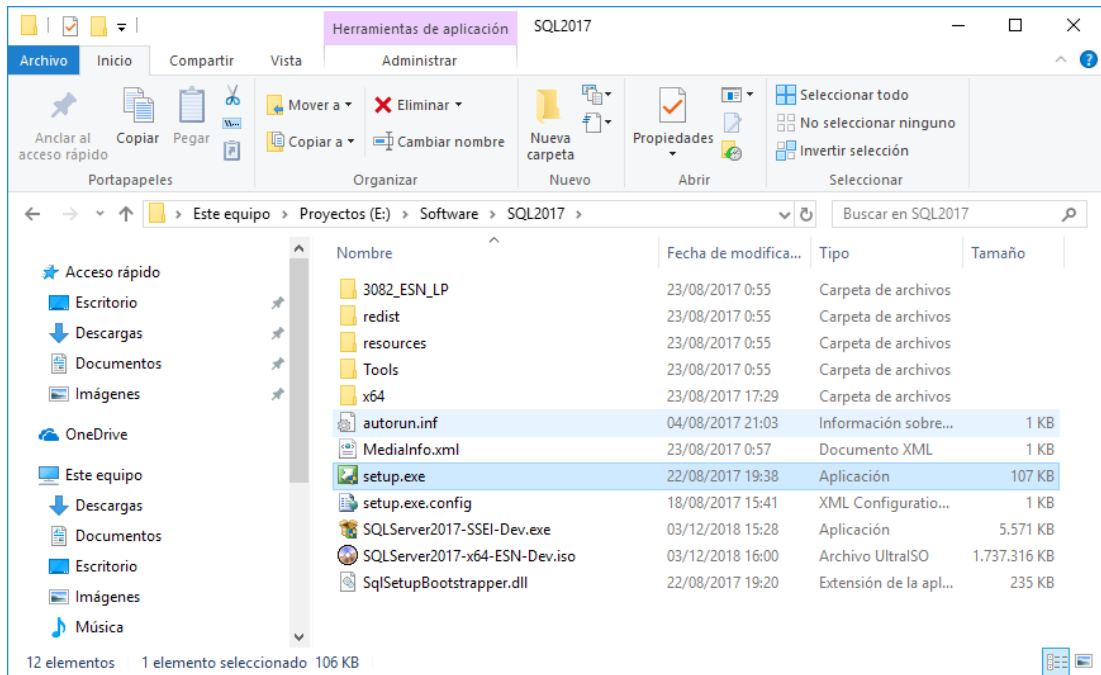 Herramientas de aplicación SQL2017
Archivo Inicio Compartir Vista Administrar
Anclar al acceso rápido
Copiar
Pegar
W...
Portapapeles
Mover a
Copiar a
Eliminar
Cambiar nombre
Organizar
Nueva carpeta
Nuevo
Propiedades
Abrir
Seleccionar todo
No seleccionar ninguno
Invertir selección
Seleccionar
Este equipo > Proyectos (E:) > Software > SQL2017 >
Buscar en SQL2017
Acceso rápido
Escritorio
Descargas
Documentos
Imágenes
OneDrive
Este equipo
Descargas
Documentos
Escritorio
Imágenes
Música
Nombre Fecha de modifica... Tipo Tamaño
3082_ESN_LP 23/08/2017 0:55 Carpeta de archivos
redist 23/08/2017 0:55 Carpeta de archivos
resources 23/08/2017 0:55 Carpeta de archivos
Tools 23/08/2017 0:55 Carpeta de archivos
x64 23/08/2017 17:29 Carpeta de archivos
autorun.inf 04/08/2017 21:03 Información sobre... 1 KB
MediaInfo.xml 23/08/2017 0:57 Documento XML 1 KB
setup.exe 22/08/2017 19:38 Aplicación 107 KB
setup.exe.config 18/08/2017 15:41 XML Configuratio... 1 KB
SQLServer2017-SSEI-Dev.exe 03/12/2018 15:28 Aplicación 5.571 KB
SQLServer2017-x64-ESN-Dev.iso 03/12/2018 16:00 Archivo UltraISO 1.737.316 KB
SqlSetupBootstrapper.dll 22/08/2017 19:20 Extensión de la apl... 235 KB
12 elementos 1 elemento seleccionado 106 KB